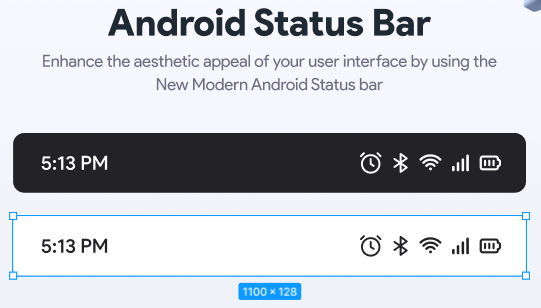 Android Status Bar
Enhance the aesthetic appeal of your user interface by using the
New Modern Android Status bar
5:13 PM
5:13 PM
1100 × 128